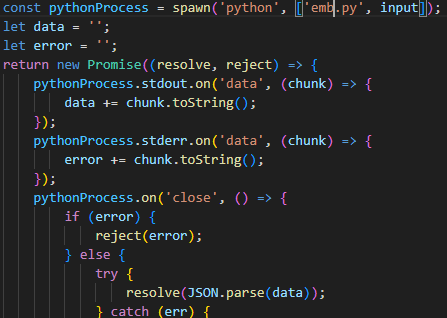 const pythonProcess = spawn('python', ['emb.py', input]);
let data = '';
let error = '';
return new Promise((resolve, reject) => {
    pythonProcess.stdout.on('data', (chunk) => {
        data += chunk.toString();
    });
    pythonProcess.stderr.on('data', (chunk) => {
        error += chunk.toString();
    });
    pythonProcess.on('close', () => {
        if (error) {
            reject(error);
        } else {
            try {
                resolve(JSON.parse(data));
            } catch (err) {